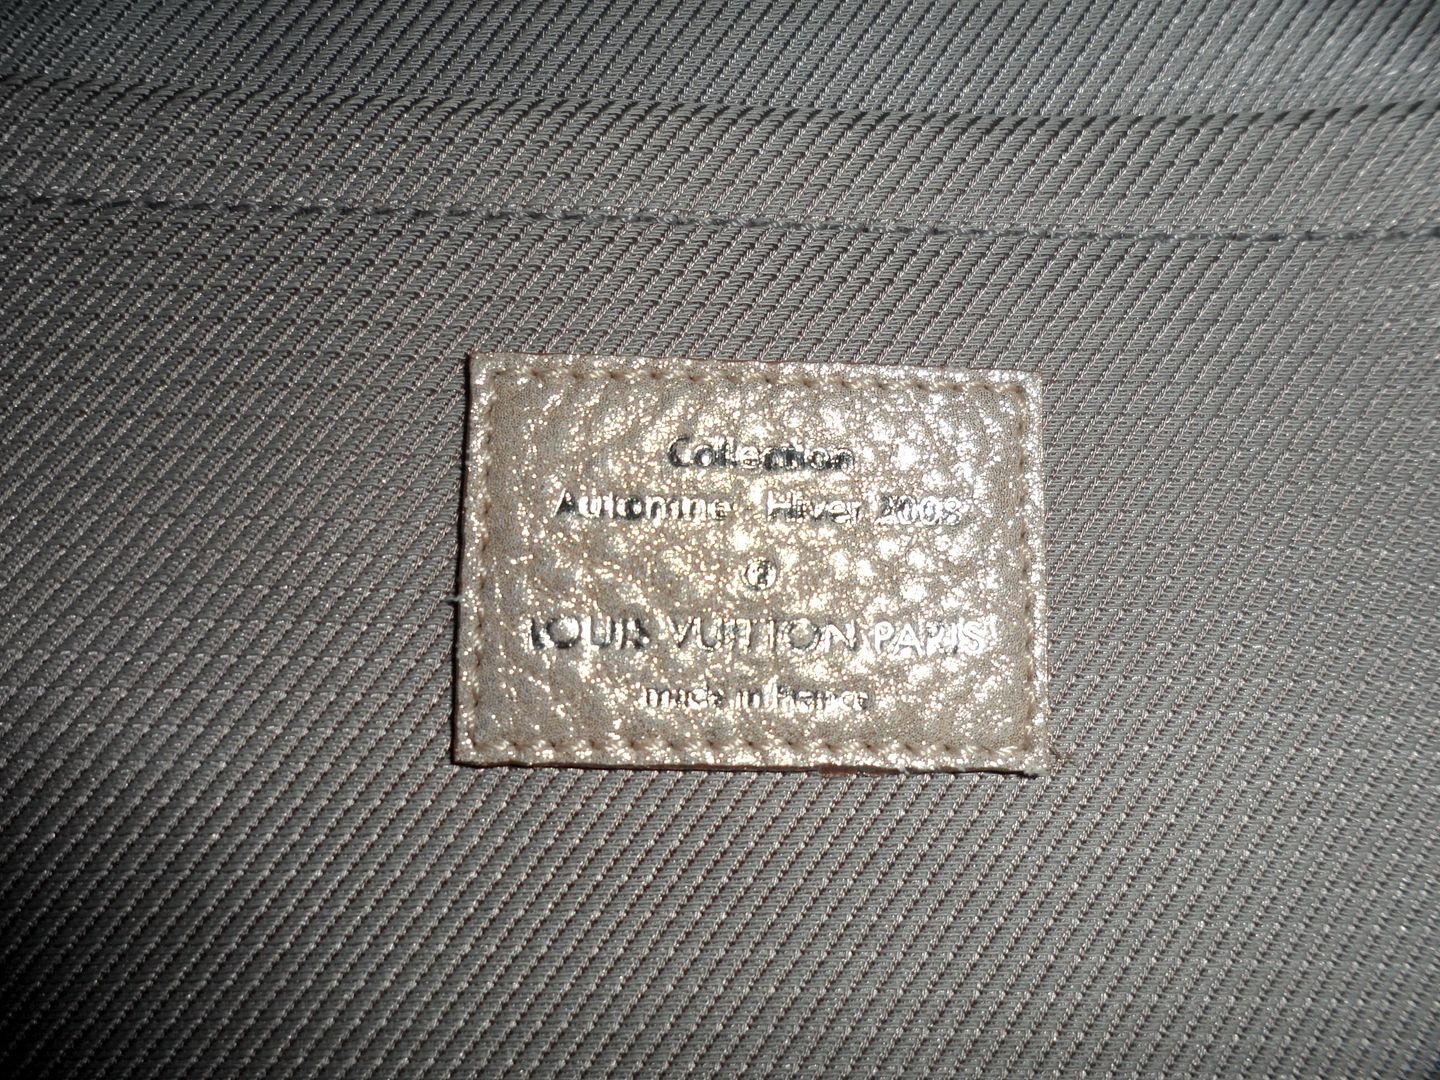 Collection
Automne - Hiver 2008
®
LOUIS VUITTON PARIS
made in France